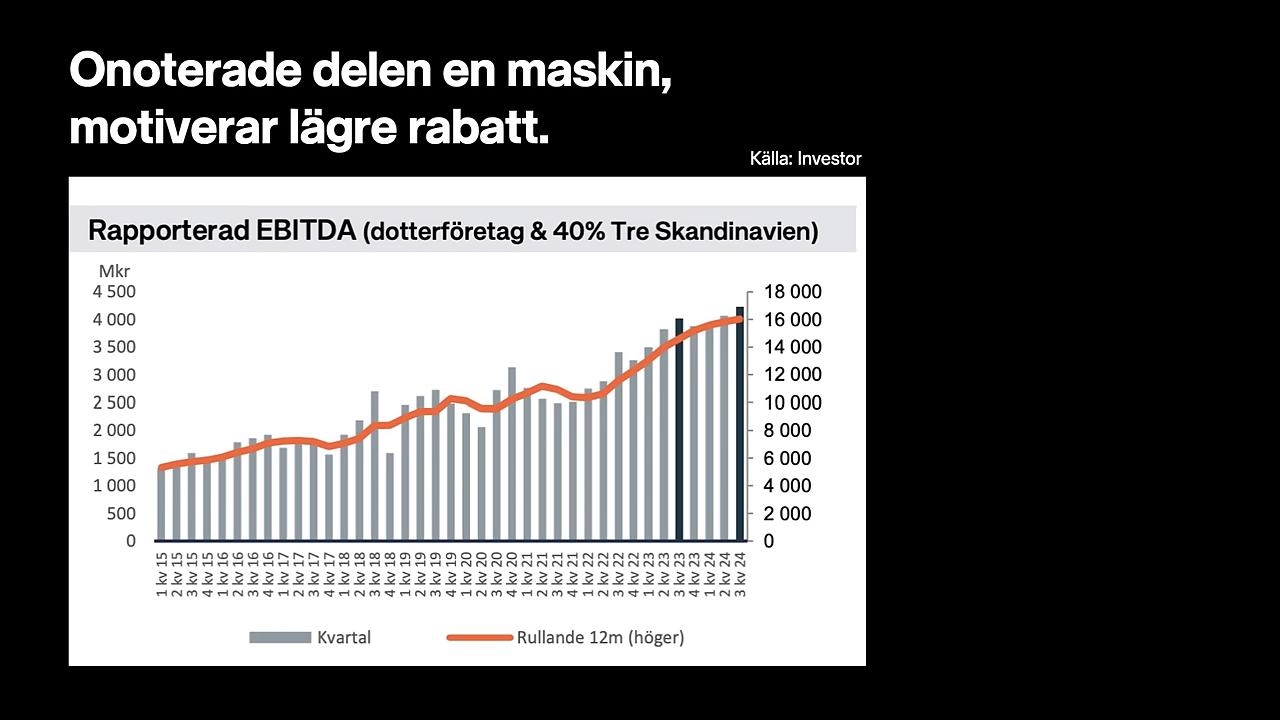 Onoterade delen en maskin,
motiverar lägre rabatt.
Källa: Investor
Rapporterad EBITDA (dotterföretag & 40% Tre Skandinavien)
Mkr
4 500
4 000
3 500
3 000
2 500
2 000
1 500
1 000
500
0
18 000
16 000
14 000
12 000
10 000
8 000
6 000
4 000
2 000
0
1 kv 15
2 kv 15
3 kv 15
4 kv 15
1 kv 16
2 kv 16
3 kv 16
4 kv 16
1 kv 17
2 kv 17
3 kv 17
4 kv 17
1 kv 18
2 kv 18
3 kv 18
4 kv 18
1 kv 19
2 kv 19
3 kv 19
4 kv 19
1 kv 20
2 kv 20
3 kv 20
4 kv 20
1 kv 21
2 kv 21
3 kv 21
4 kv 21
1 kv 22
2 kv 22
3 kv 22
4 kv 22
1 kv 23
2 kv 23
3 kv 23
4 kv 23
1 kv 24
2 kv 24
3 kv 24
Kvartal
Rullande 12m (höger)